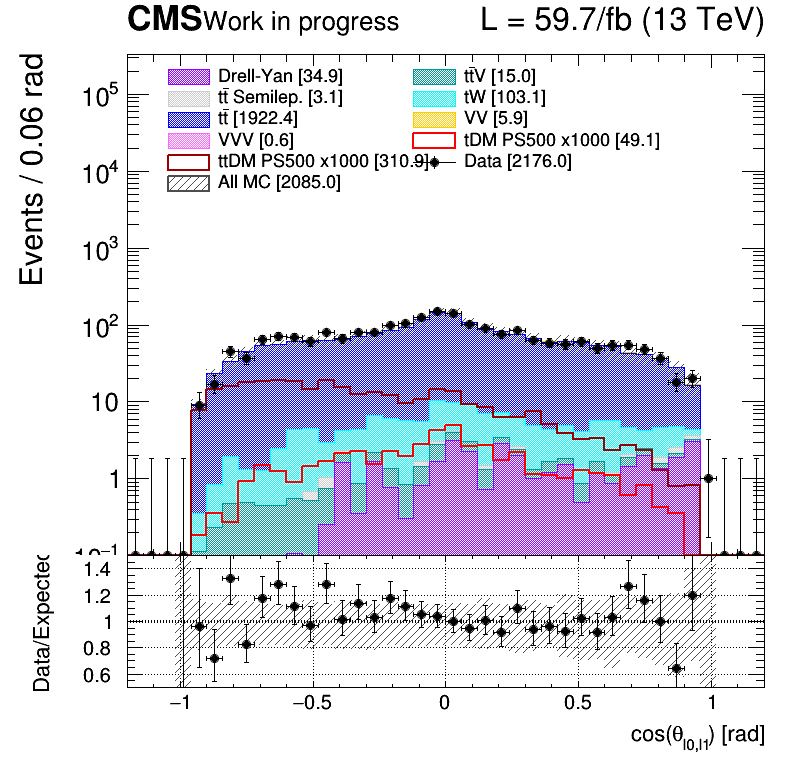 CMS Work in progress L = 59.7/fb (13 TeV)
Events / 0.06 rad
Drell-Yan [34.9] tt̄V [15.0]
tt̄ Semilep. [3.1] tW [103.1]
tt̄ [1922.4] VV [5.9]
VVV [0.6] tDM PS500 x1000 [49.1]
ttDM PS500 x1000 [310.9] Data [2176.0]
All MC [2085.0]
10⁵
10⁴
10³
10²
10
1
10⁻¹
Data/Expected
1.4
1.2
1
0.8
0.6
−1 −0.5 0 0.5 1
cos(θ_l0,l1) [rad]